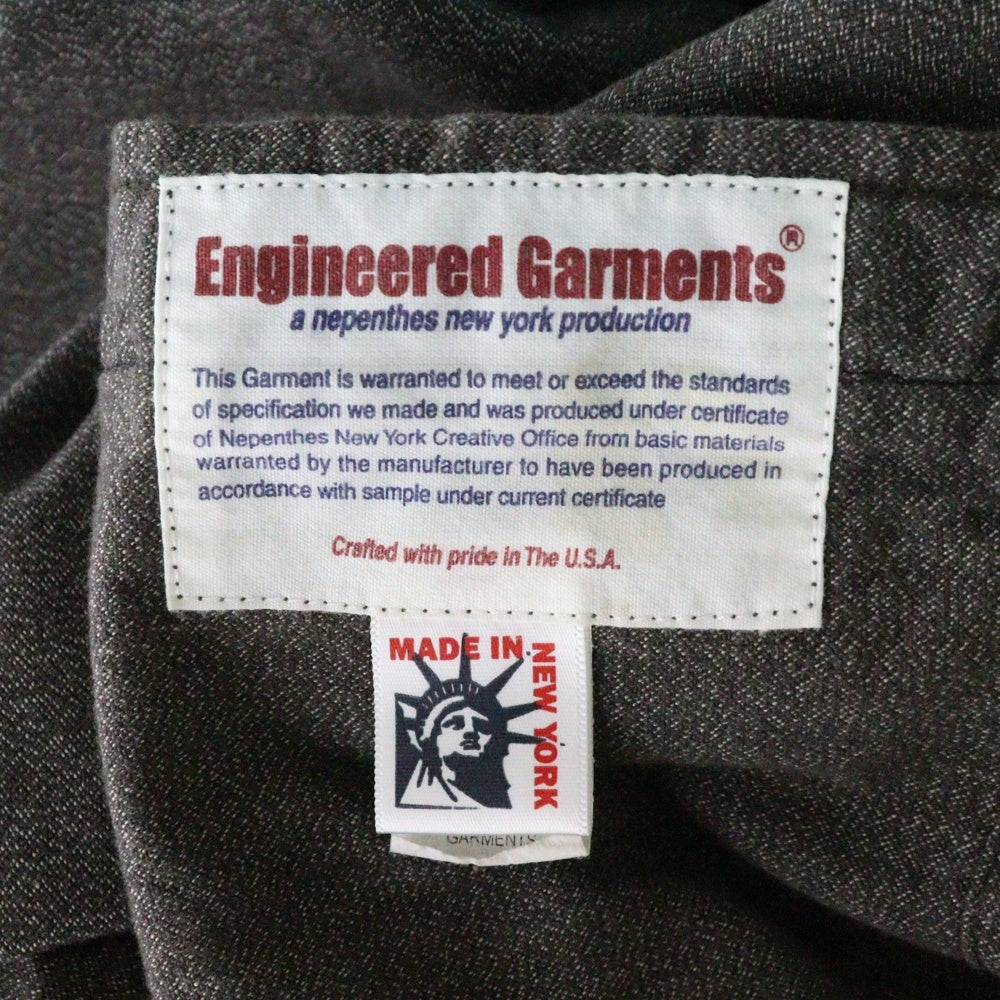 Engineered Garments®
a nepenthes new york production
This Garment is warranted to meet or exceed the standards
of specification we made and was produced under certificate
of Nepenthes New York Creative Office from basic materials
warranted by the manufacturer to have been produced in
accordance with sample under current certificate
Crafted with pride in The U.S.A.
MADE IN
NEW YORK
GARMENTS